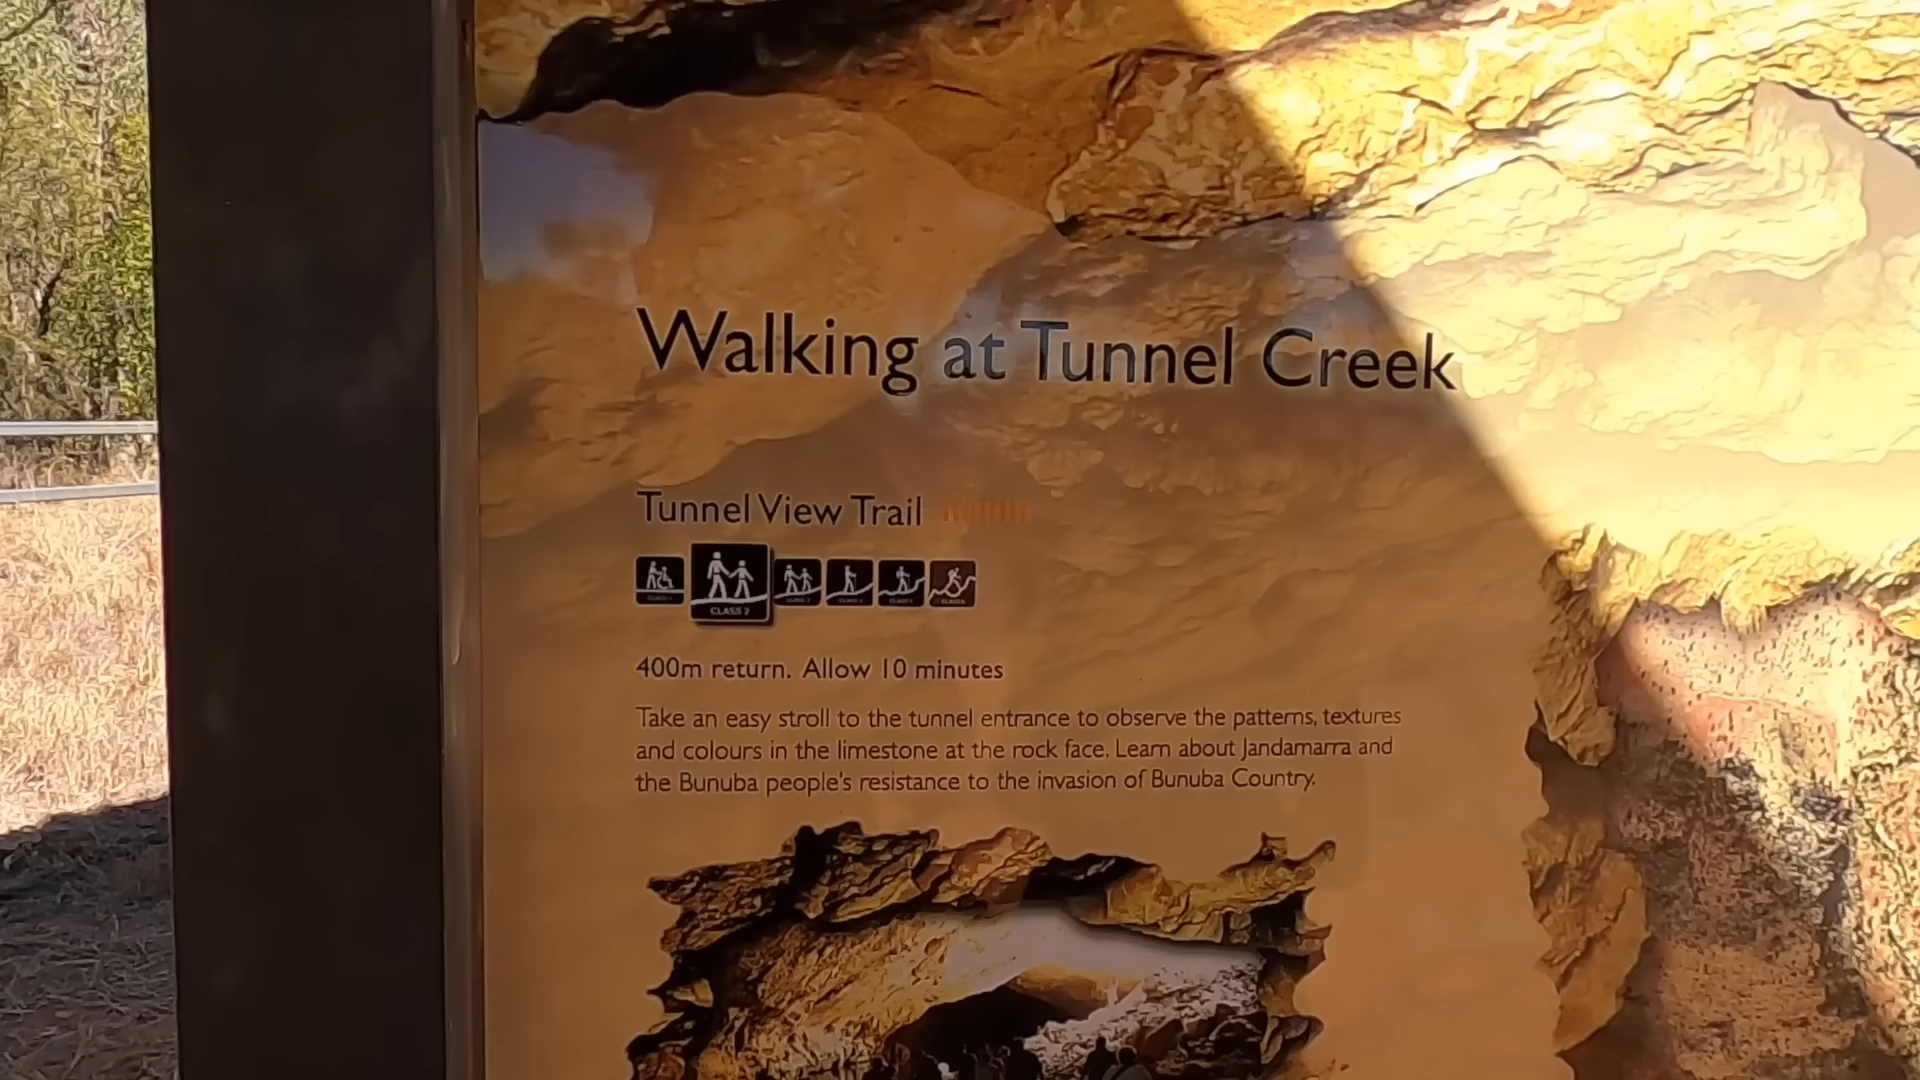 Walking at Tunnel Creek
Tunnel View Trail
CLASS 2
400m return. Allow 10 minutes
Take an easy stroll to the tunnel entrance to observe the patterns, textures
and colours in the limestone at the rock face. Learn about Jandamarra and
the Bunuba people's resistance to the invasion of Bunuba Country.